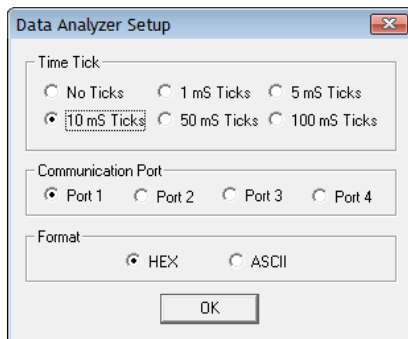 Data Analyzer Setup
Time Tick
No Ticks 1 mS Ticks 5 mS Ticks
10 mS Ticks 50 mS Ticks 100 mS Ticks
Communication Port
Port 1 Port 2 Port 3 Port 4
Format
HEX ASCII
OK